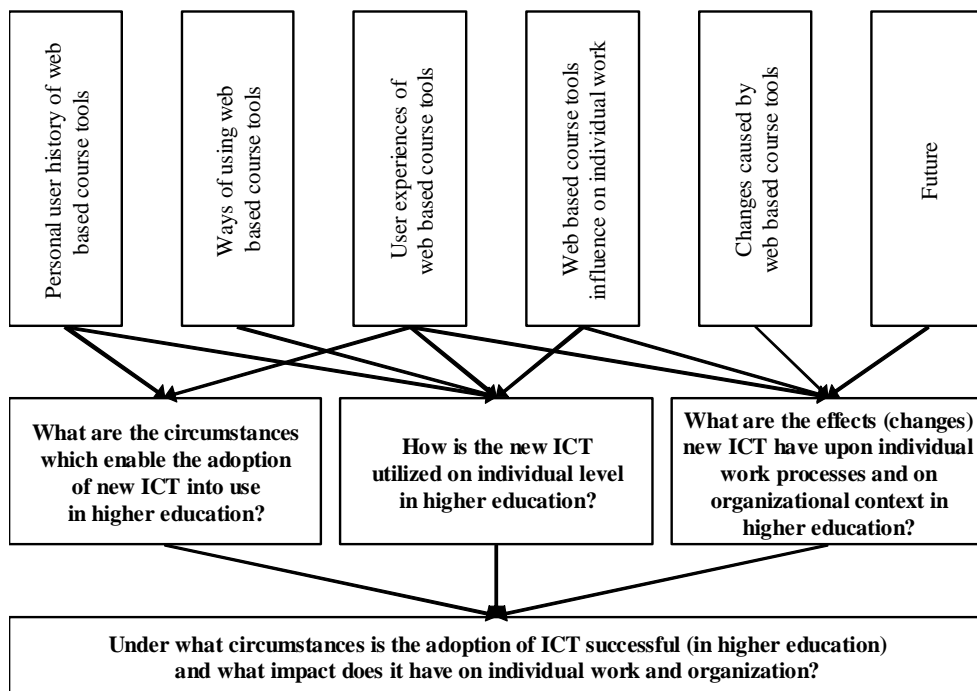 Personal user history of web
based course tools
Ways of using web
based course tools
User experiences of
web based course tools
Web based course tools
influence on individual work
Changes caused by
web based course tools
Future
What are the circumstances
which enable the adoption
of new ICT into use
in higher education?
How is the new ICT
utilized on individual level
in higher education?
What are the effects (changes)
new ICT have upon individual
work processes and on
organizational context in
higher education?
Under what circumstances is the adoption of ICT successful (in higher education)
and what impact does it have on individual work and organization?